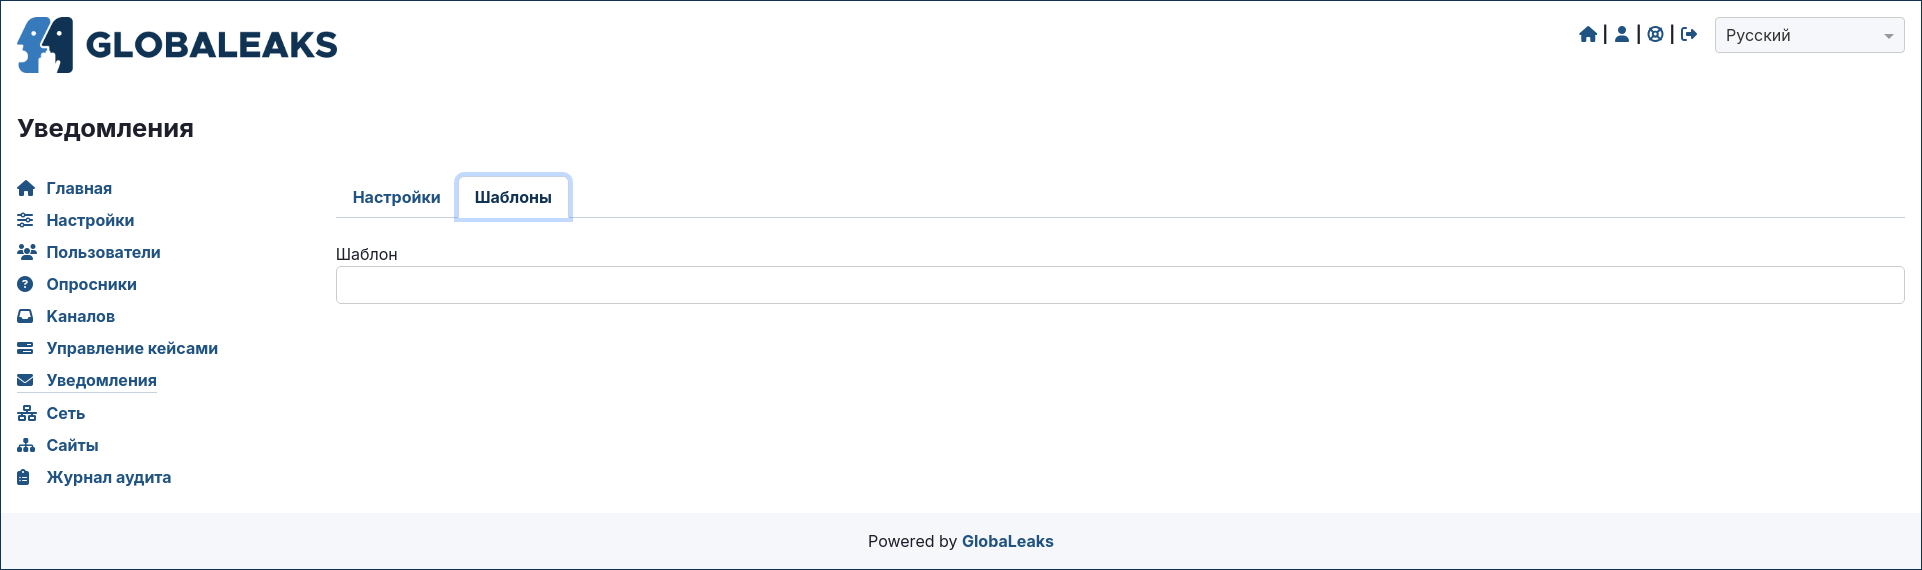 GLOBALEAKS
| | |
Русский
Уведомления
Главная
Настройки
Пользователи
Опросники
Каналов
Управление кейсами
Уведомления
Сеть
Сайты
Журнал аудита
Настройки Шаблоны
Шаблон
Powered by GlobaLeaks